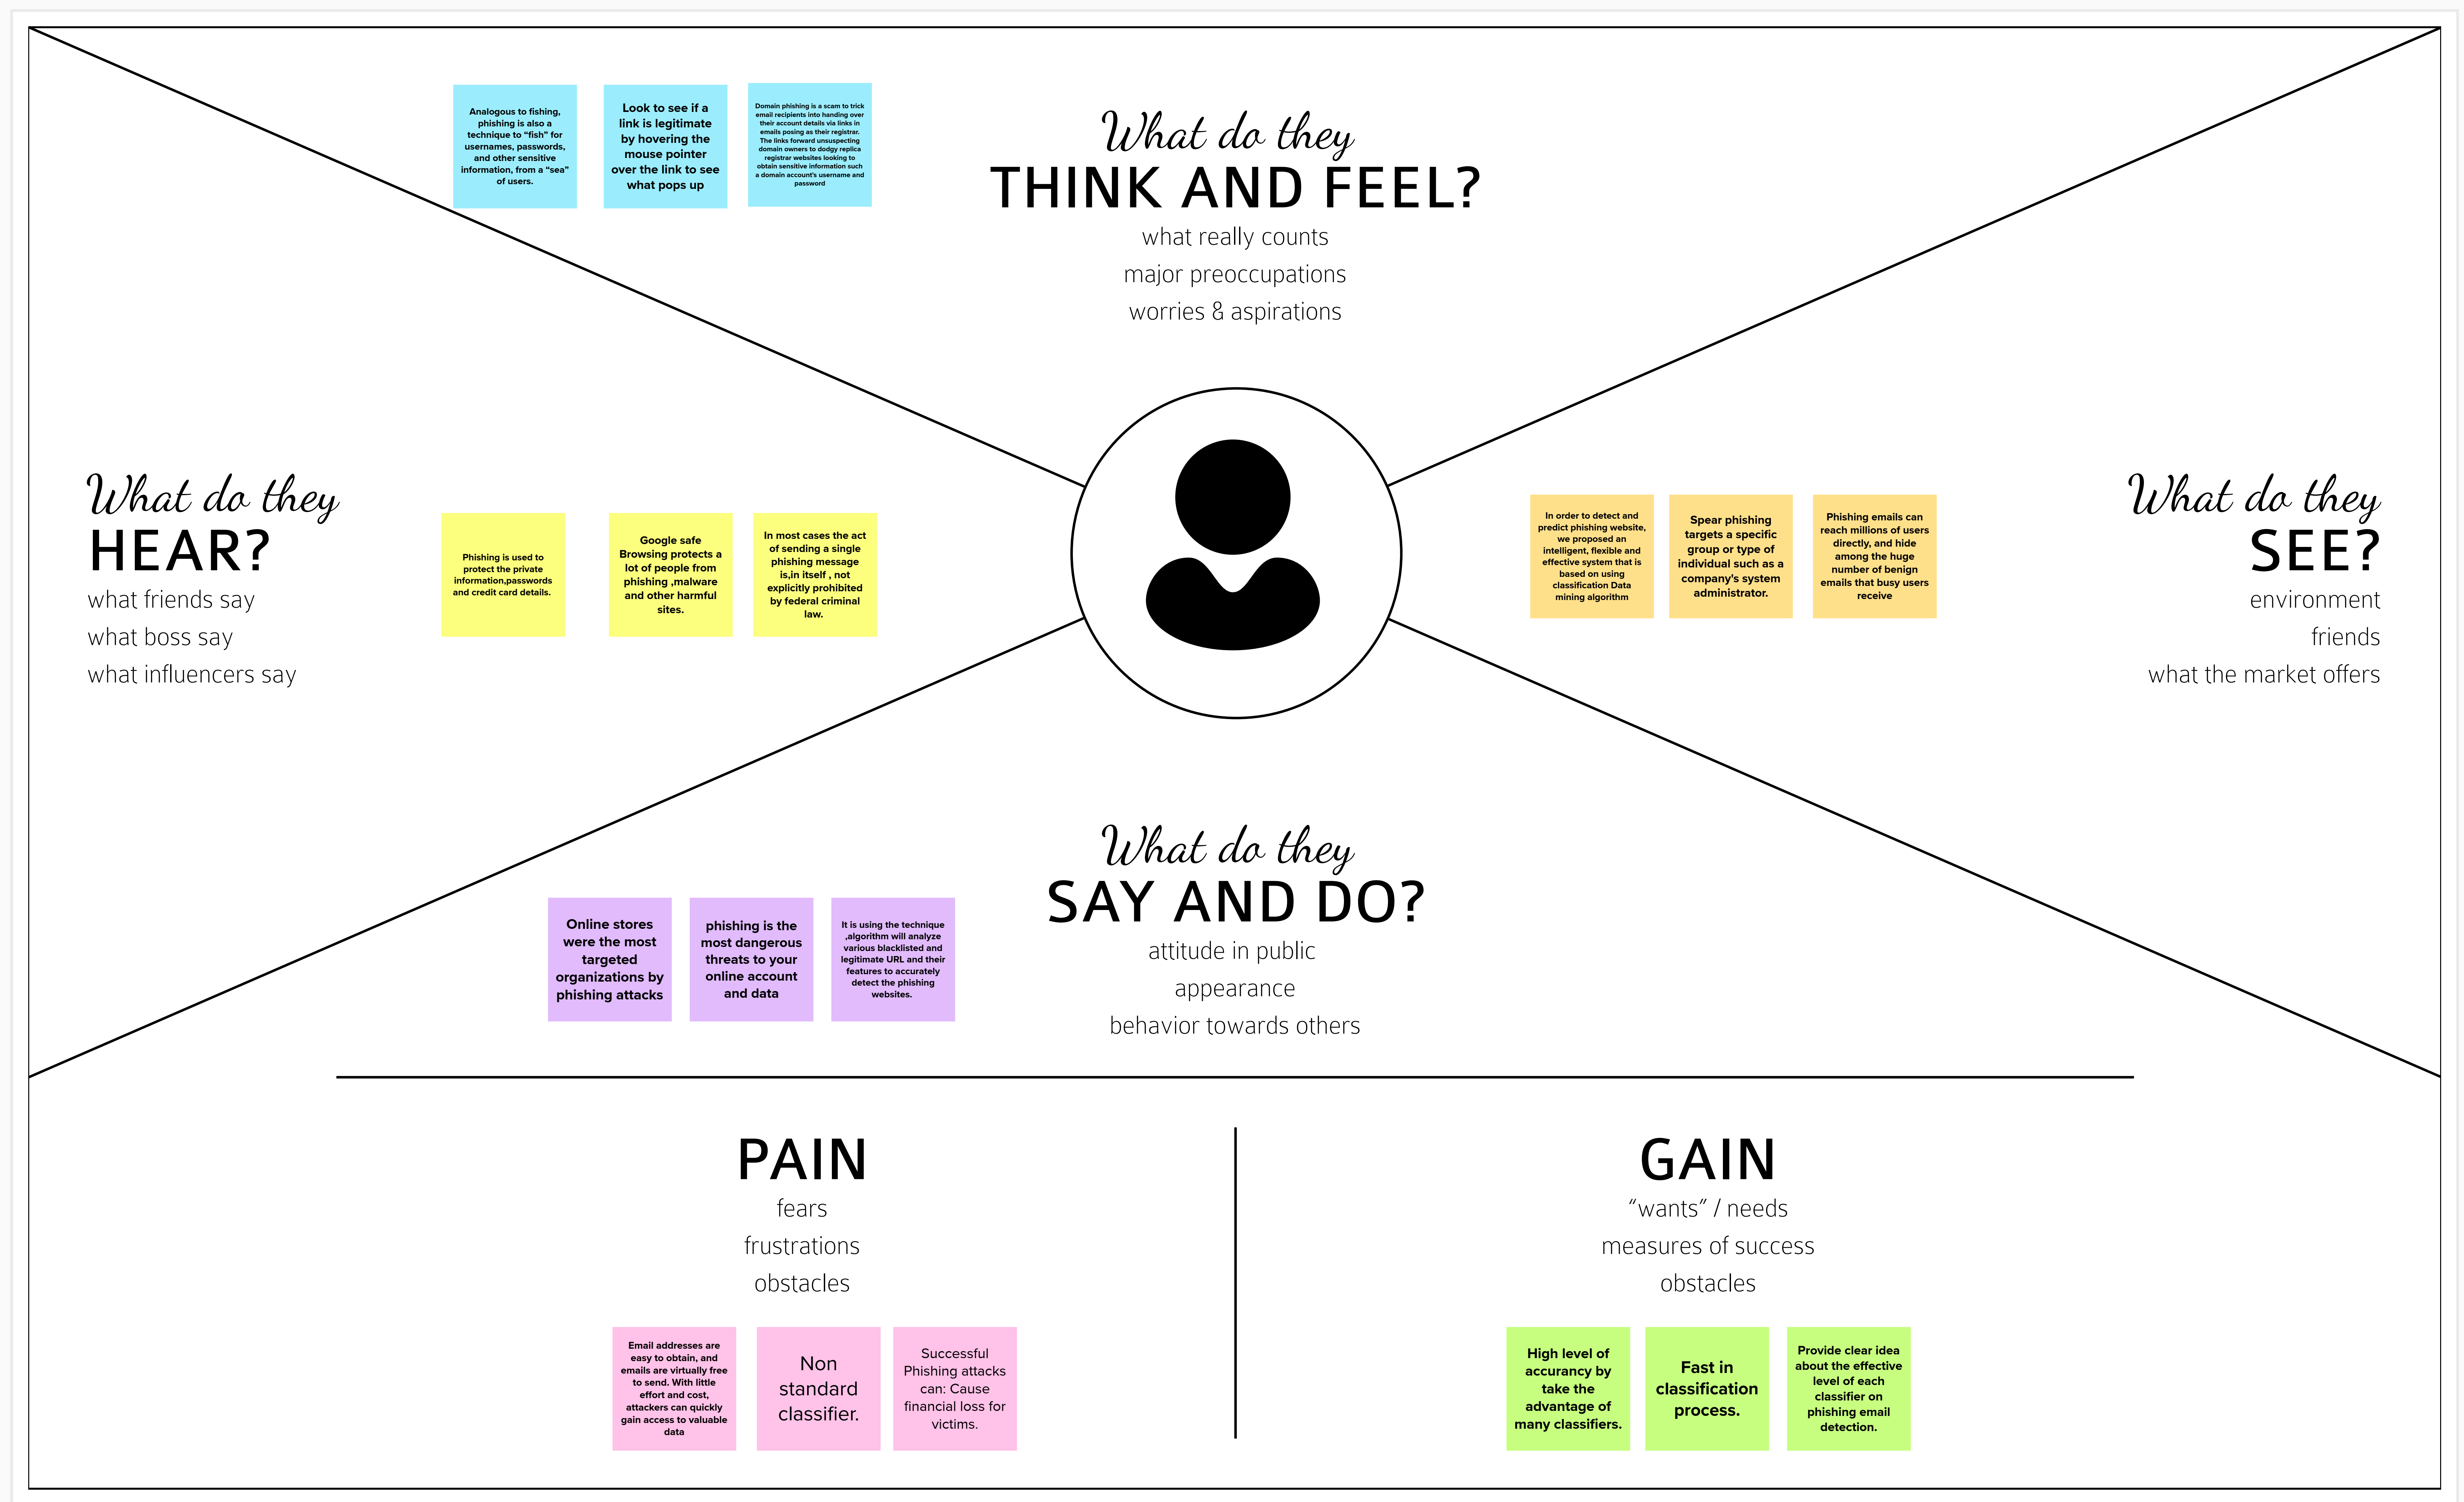 Analogous to fishing,
phishing is also a
technique to “fish” for
usernames, passwords,
and other sensitive
information, from a “sea”
of users.
Look to see if a
link is legitimate
by hovering the
mouse pointer
over the link to see
what pops up
Domain phishing is a scam to trick
email recipients into handing over
their account details via links in
emails posing as their registrar.
The links forward unsuspecting
domain owners to dodgy replica
registrar websites looking to
obtain sensitive information such
a domain account's username and
password
What do they
THINK AND FEEL?
what really counts
major preoccupations
worries & aspirations
What do they
HEAR?
what friends say
what boss say
what influencers say
Phishing is used to
protect the private
information,passwords
and credit card details.
Google safe
Browsing protects a
lot of people from
phishing ,malware
and other harmful
sites.
In most cases the act
of sending a single
phishing message
is,in itself , not
explicitly prohibited
by federal criminal
law.
In order to detect and
predict phishing website,
we proposed an
intelligent, flexible and
effective system that is
based on using
classification Data
mining algorithm
Spear phishing
targets a specific
group or type of
individual such as a
company's system
administrator.
Phishing emails can
reach millions of users
directly, and hide
among the huge
number of benign
emails that busy users
receive
What do they
SEE?
environment
friends
what the market offers
What do they
SAY AND DO?
attitude in public
appearance
behavior towards others
Online stores
were the most
targeted
organizations by
phishing attacks
phishing is the
most dangerous
threats to your
online account
and data
It is using the technique
,algorithm will analyze
various blacklisted and
legitimate URL and their
features to accurately
detect the phishing
websites.
PAIN
fears
frustrations
obstacles
Email addresses are
easy to obtain, and
emails are virtually free
to send. With little
effort and cost,
attackers can quickly
gain access to valuable
data
Non
standard
classifier.
Successful
Phishing attacks
can: Cause
financial loss for
victims.
GAIN
“wants” / needs
measures of success
obstacles
High level of
accurancy by
take the
advantage of
many classifiers.
Fast in
classification
process.
Provide clear idea
about the effective
level of each
classifier on
phishing email
detection.